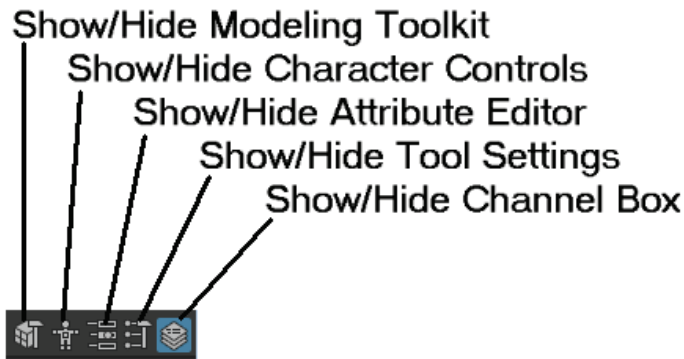 Show/Hide Modeling Toolkit
Show/Hide Character Controls
Show/Hide Attribute Editor
Show/Hide Tool Settings
Show/Hide Channel Box